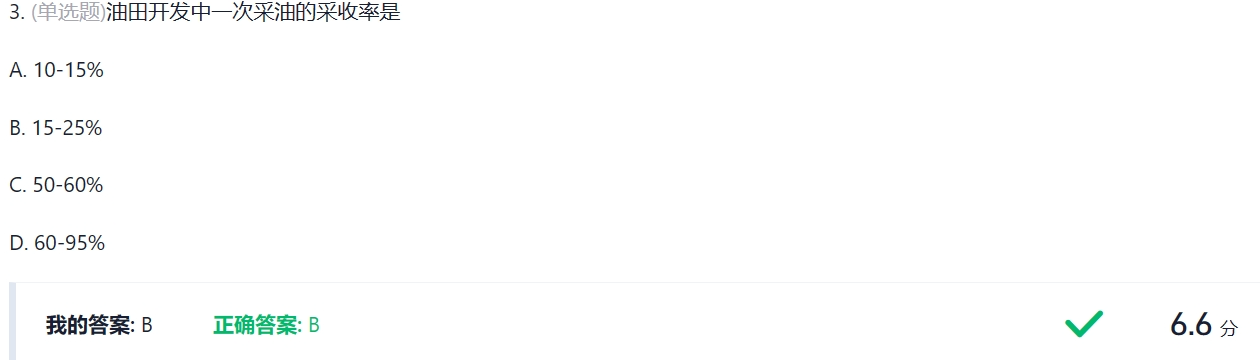 3. (单选题)油田开发中一次采油的采收率是
A. 10-15%
B. 15-25%
C. 50-60%
D. 60-95%
我的答案: B 正确答案: B 6.6 分